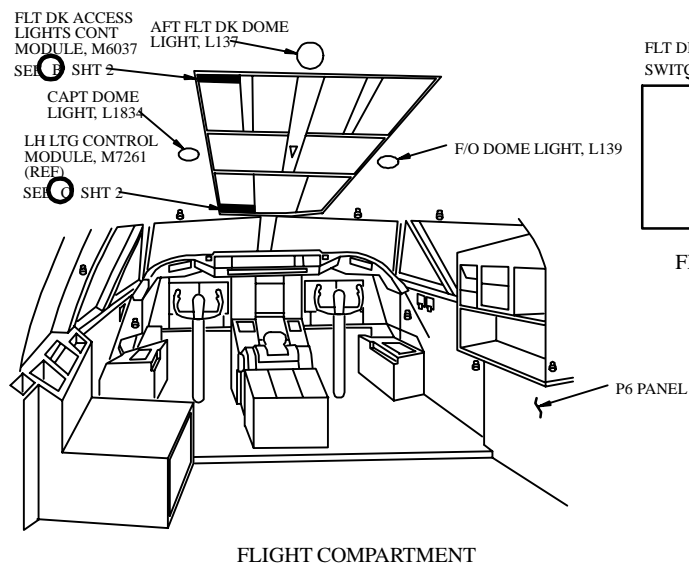 FLT DK ACCESS
LIGHTS CONT
MODULE, M6037
SEE B SHT 2
AFT FLT DK DOME
LIGHT, L137
CAPT DOME
LIGHT, L1834
LH LTG CONTROL
MODULE, M7261
(REF)
SEE C SHT 2
F/O DOME LIGHT, L139
P6 PANEL
FLIGHT COMPARTMENT
FLT